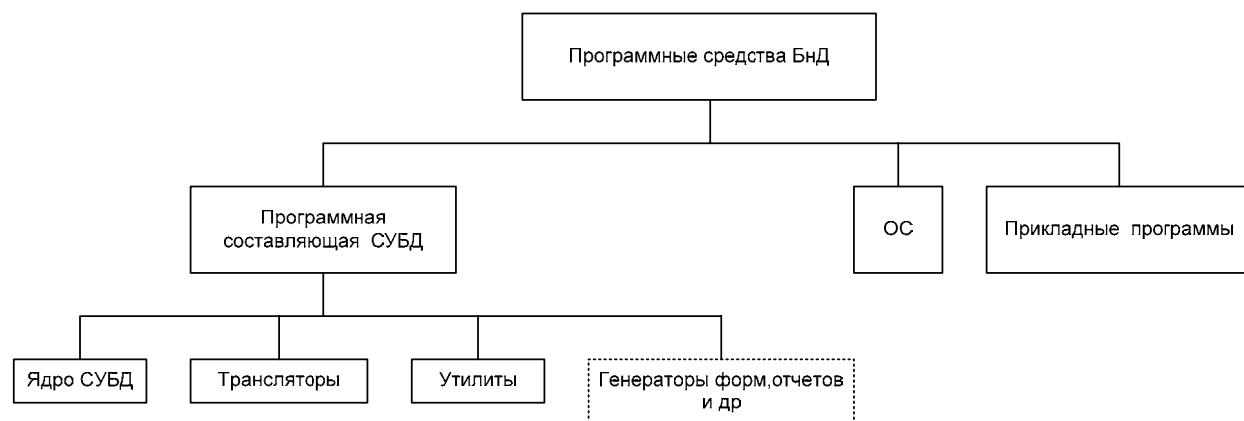 Программные средства БнД
Программная
составляющая СУБД
ОС
Прикладные программы
Ядро СУБД
Трансляторы
Утилиты
Генераторы форм,отчетов
и др